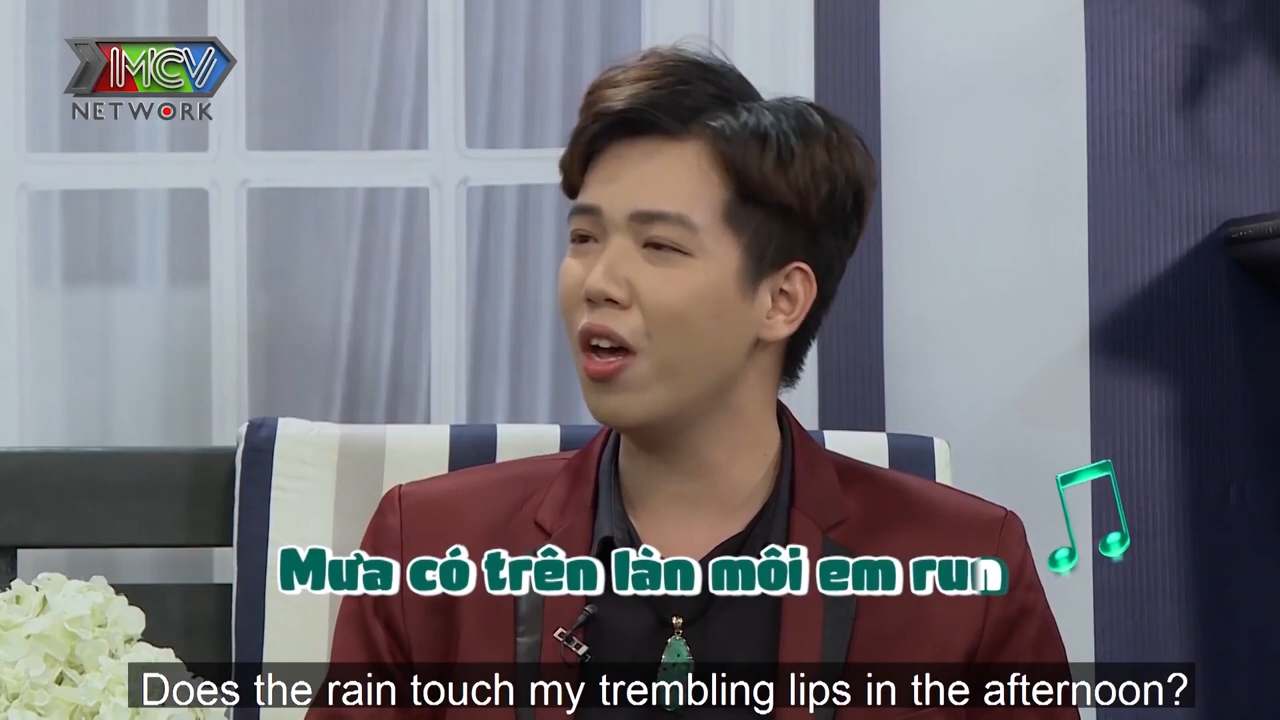 MCV
NETWORK
Mưa có trên làn môi em run
Does the rain touch my trembling lips in the afternoon?